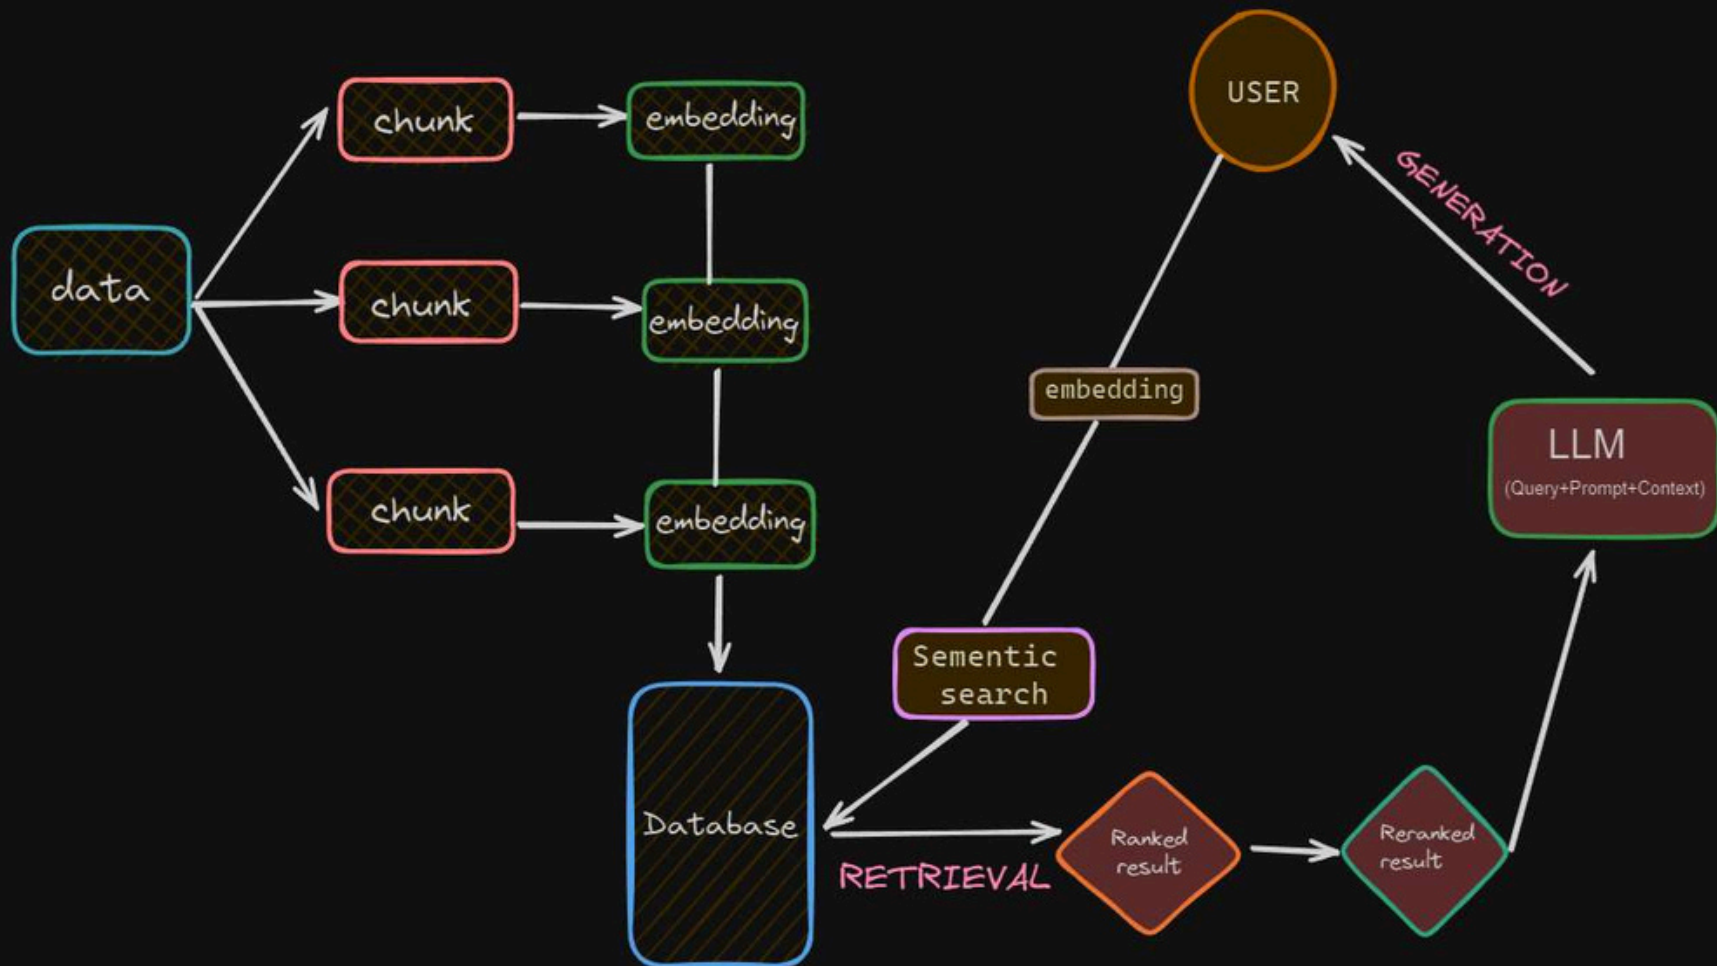 data
chunk
chunk
chunk
embedding
embedding
embedding
Database
USER
embedding
Sementic
search
RETRIEVAL
Ranked
result
Reranked
result
LLM
(Query+Prompt+Context)
GENERATION